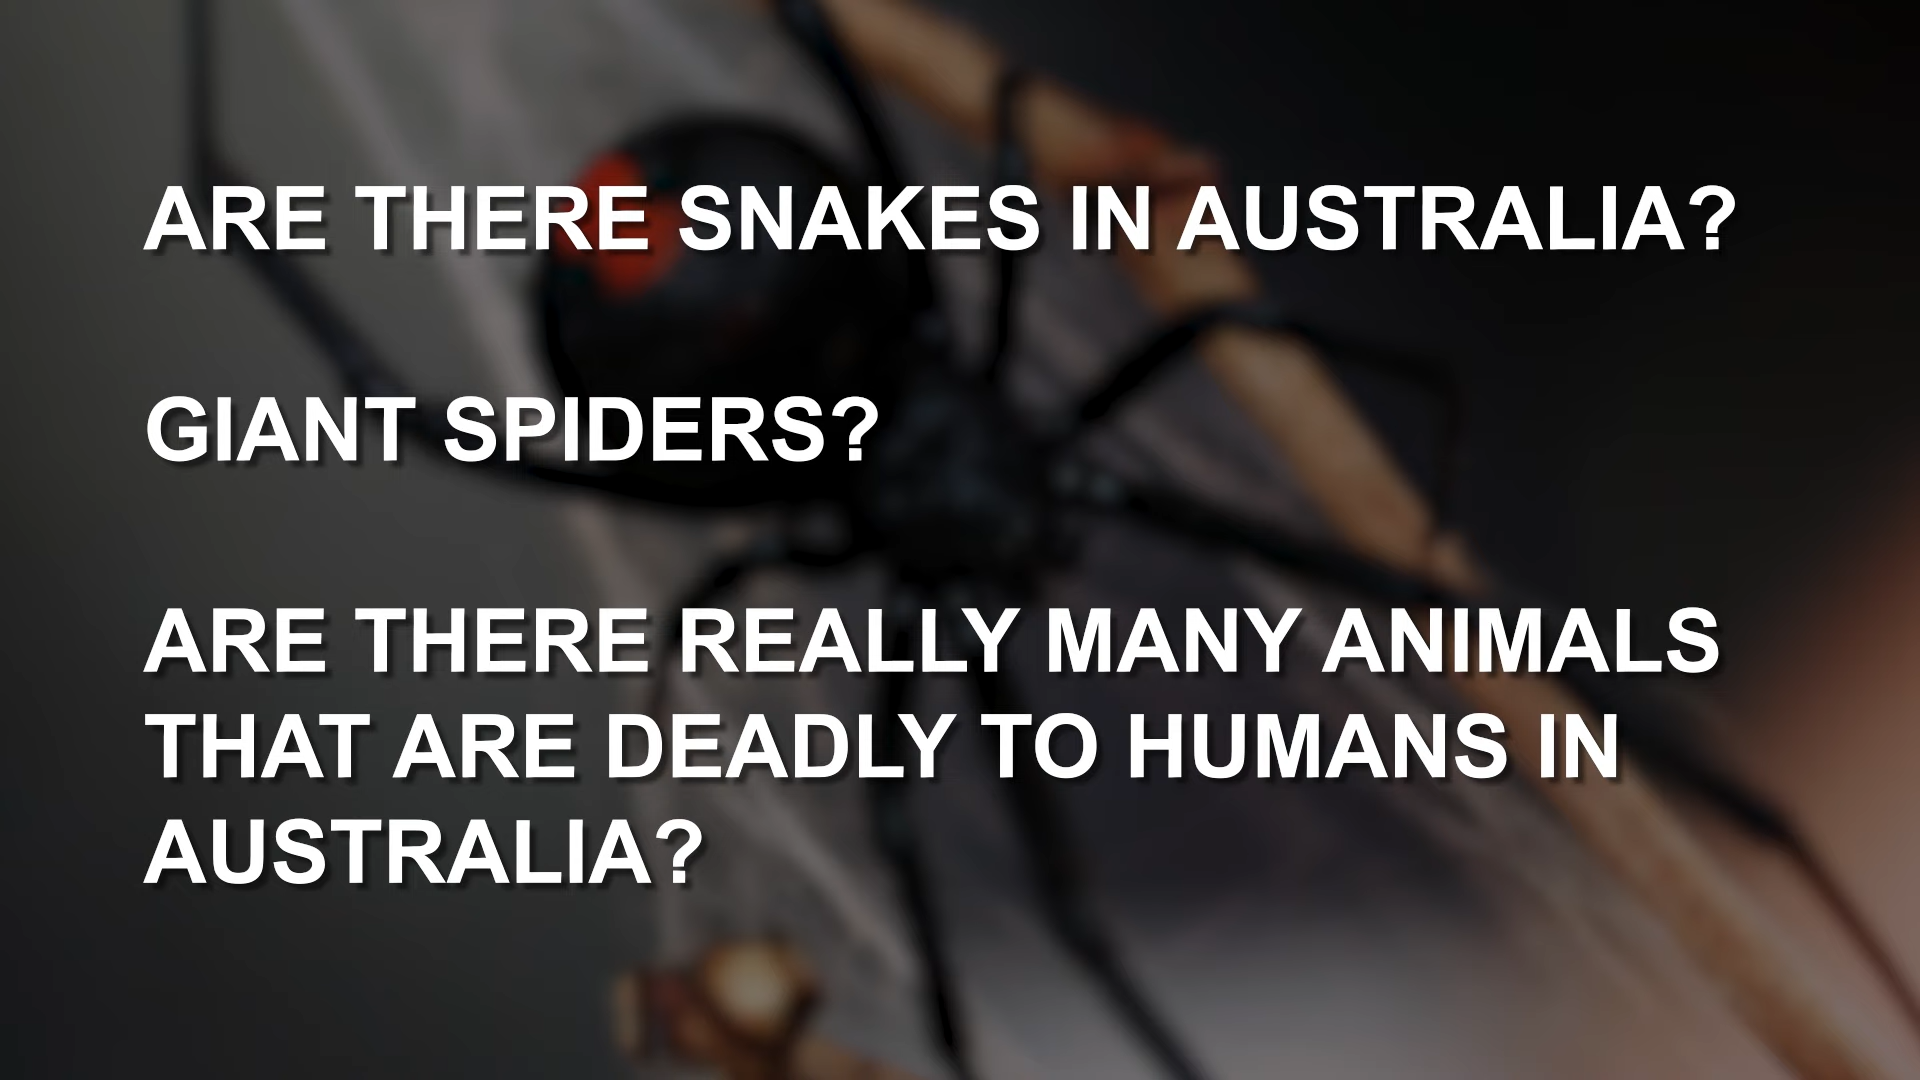 ARE THERE SNAKES IN AUSTRALIA?
GIANT SPIDERS?
ARE THERE REALLY MANY ANIMALS
THAT ARE DEADLY TO HUMANS IN
AUSTRALIA?